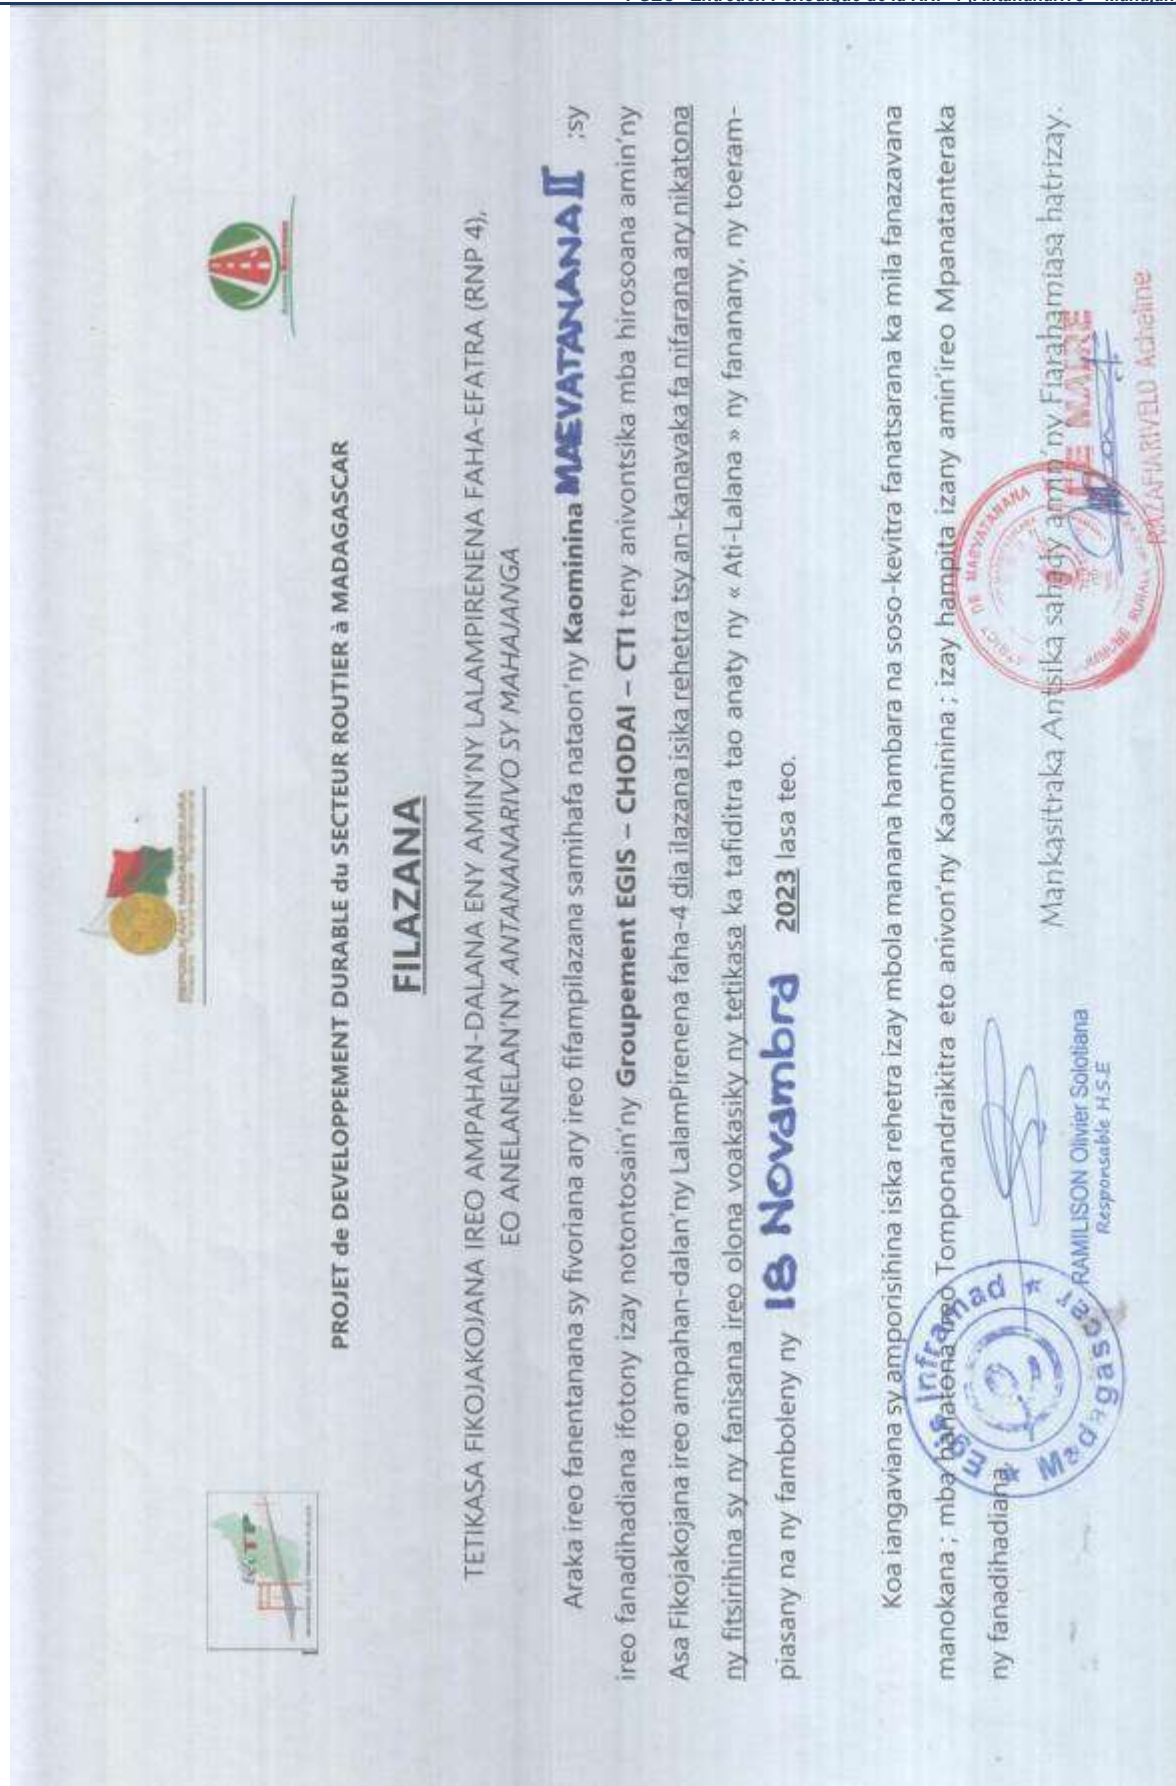 PROJET de DEVELOPPEMENT DURABLE du SECTEUR ROUTIER à MADAGASCAR
FILAZANA
TETIKASA FIKOJAKOJANA IREO AMPAHAN-DALANA ENY AMIN'NY LALAMPIRENENA FAHA-EFATRA (RNP 4),
EO ANELANELAN'NY ANTANANARIVO SY MAHAJANGA
Araka ireo fanentanana sy fivoriana ary ireo fifampilazana samihafa nataon'ny Kaominina MAEVATANANA II ;sy
ireo fanadihadiana ifotony izay notontosain'ny Groupement EGIS – CHODAI – CTI teny anivontsika mba hirosoana amin'ny
Asa Fikojakojana ireo ampahan-dalan'ny LalamPirenena faha-4 dia ilazana isika rehetra tsy an-kanavaka fa nifarana ary nikatona
ny fitsirihina sy ny fanisana ireo olona voakasiky ny tetikasa ka tafiditra tao anaty ny « Ati-Lalana » ny fananany, ny toeram-
piasany na ny famboleny ny 18 Novambra 2023 lasa teo.
Koa iangaviana sy amporisihina isika rehetra izay mbola manana hambara na soso-kevitra fanatsarana ka mila fanazavana
manokana ; mba hanatona ireo Tomponandraikitra eto anivon'ny Kaominina ; izay hampita izany amin'ireo Mpanatanteraka
ny fanadihadiana
Mankasitraka Antsika sahady amin'ny Fiarahamiasa hatrizay.
Egis Inframad
Madagascar
RAMILISON Olivier Solotiana
Responsable H.S.E
LE MAIRE
RAZAFIARIVELO Achaline